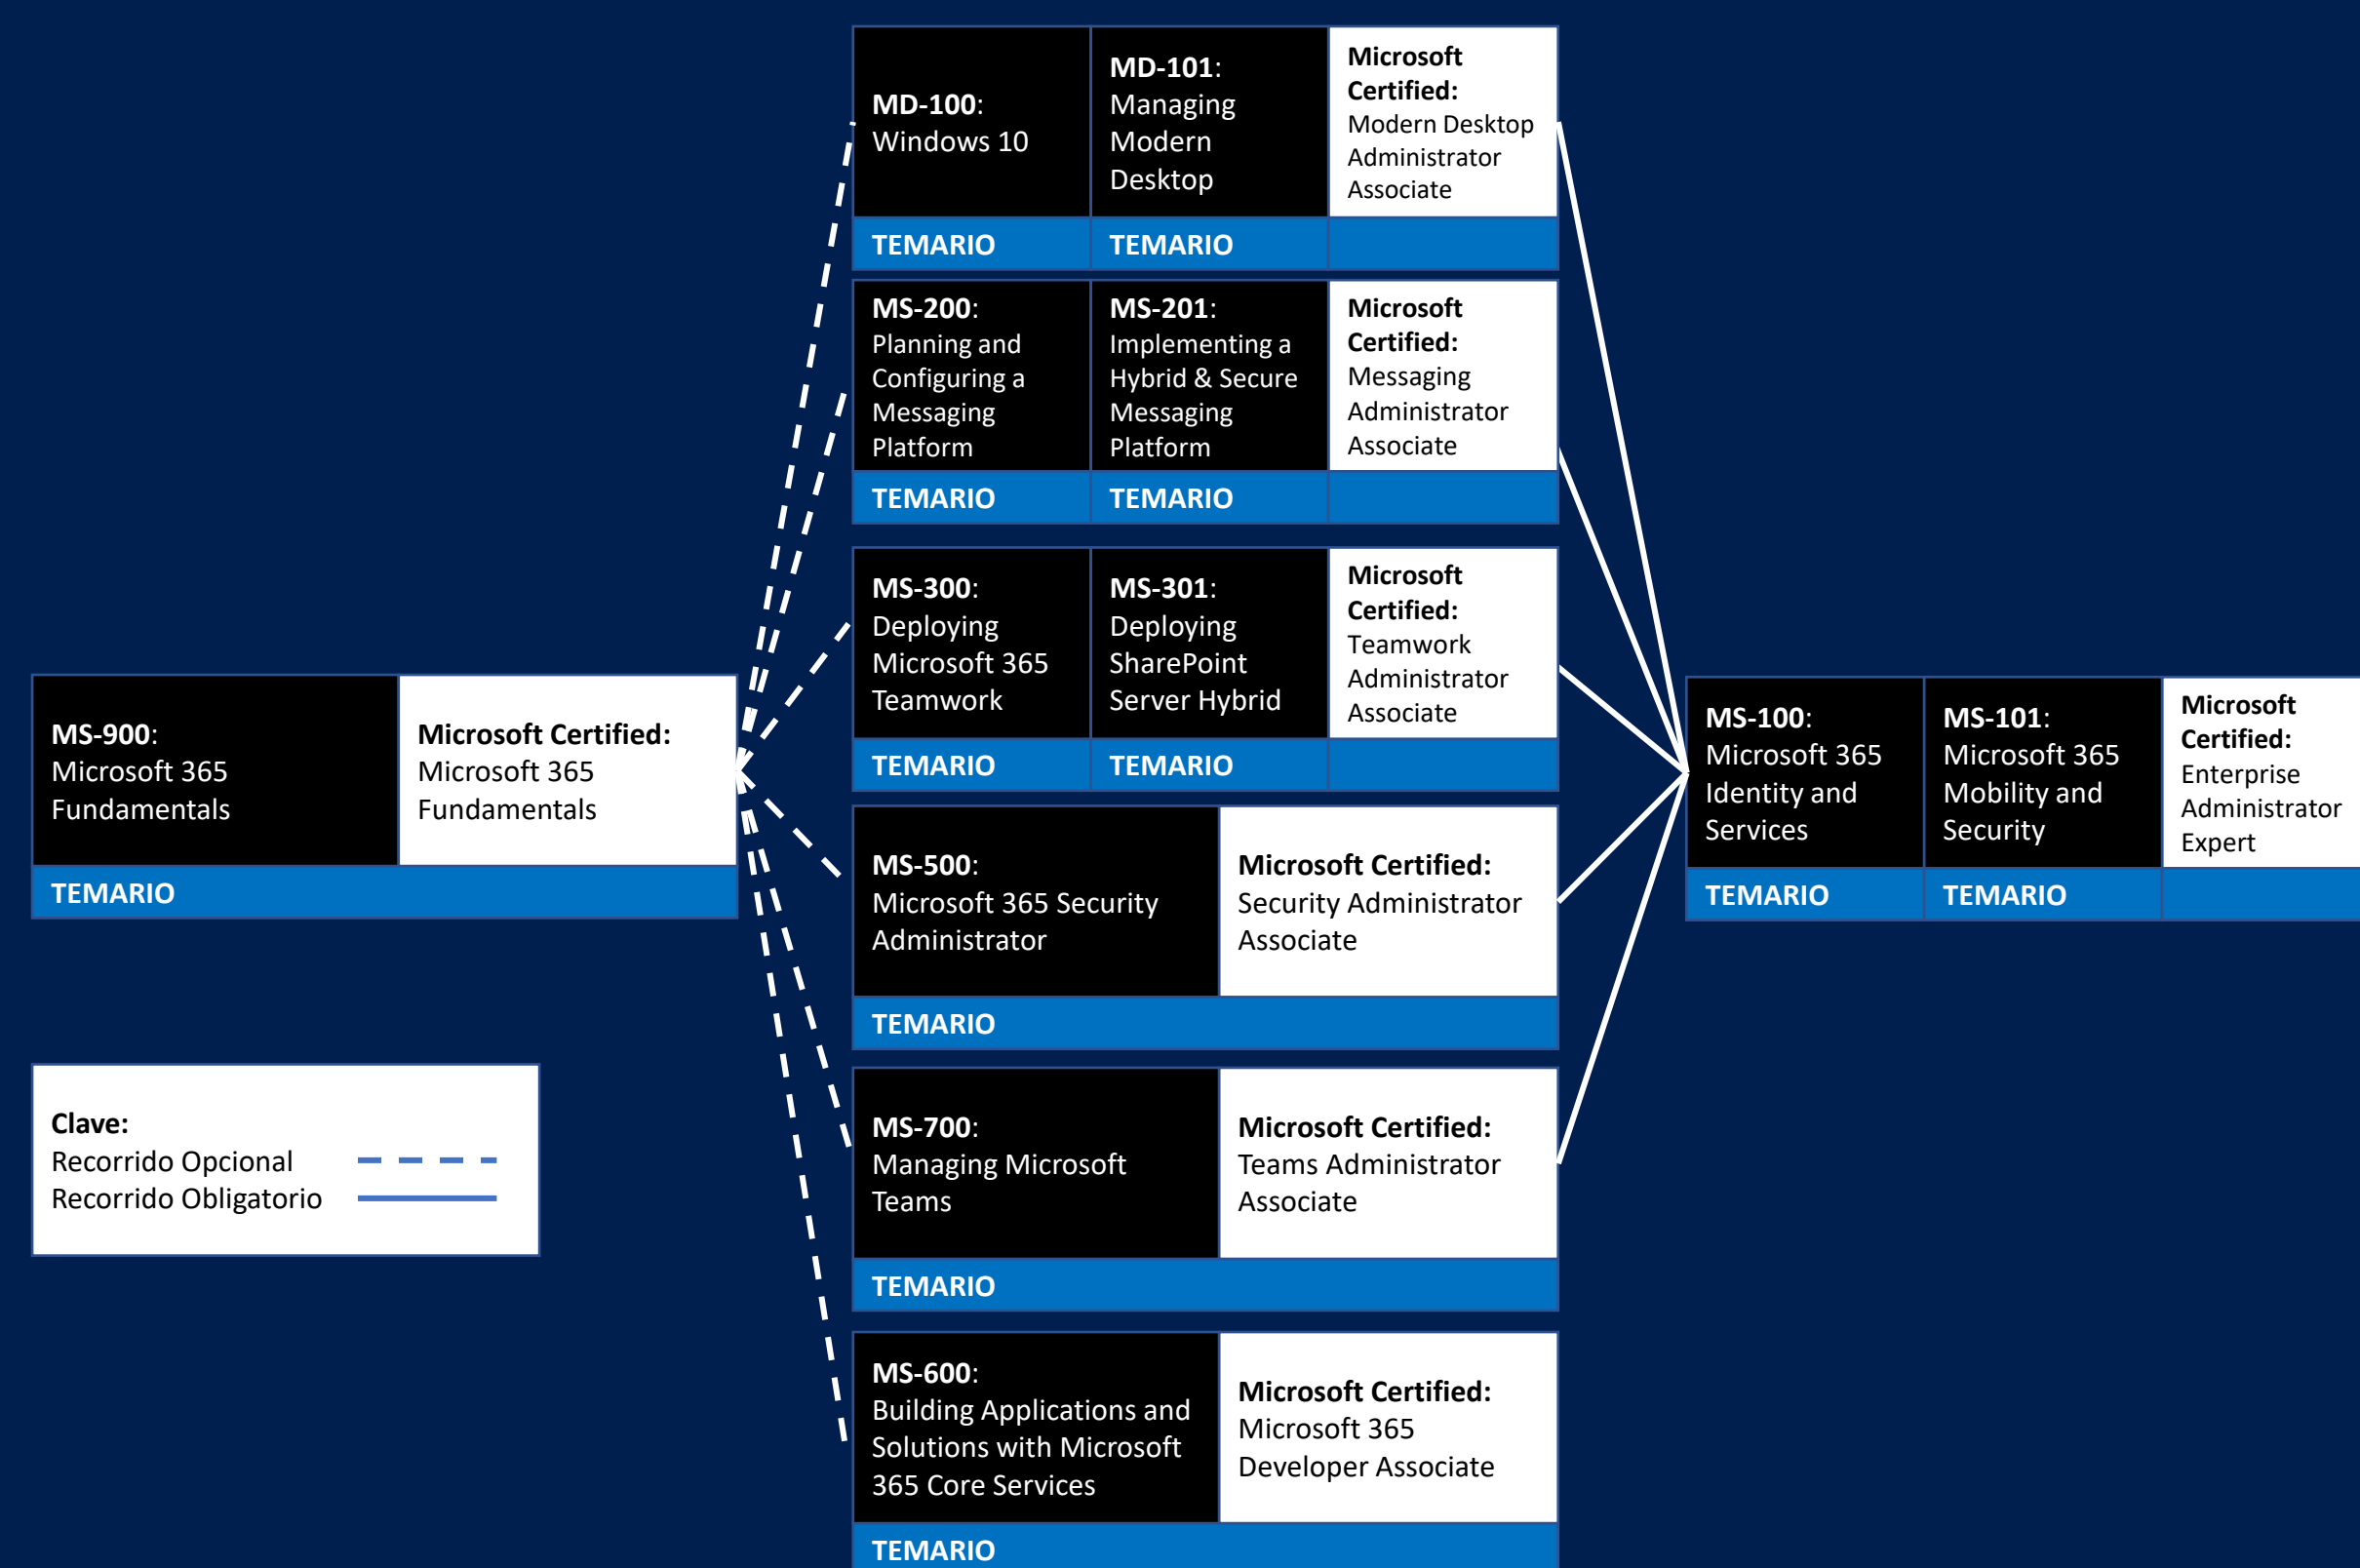 MD-100:
Windows 10
MD-101:
Managing
Modern
Desktop
Microsoft
Certified:
Modern Desktop
Administrator
Associate
TEMARIO
TEMARIO
MS-200:
Planning and
Configuring a
Messaging
Platform
MS-201:
Implementing a
Hybrid & Secure
Messaging
Platform
Microsoft
Certified:
Messaging
Administrator
Associate
TEMARIO
TEMARIO
MS-300:
Deploying
Microsoft 365
Teamwork
MS-301:
Deploying
SharePoint
Server Hybrid
Microsoft
Certified:
Teamwork
Administrator
Associate
TEMARIO
TEMARIO
MS-900:
Microsoft 365
Fundamentals
Microsoft Certified:
Microsoft 365
Fundamentals
TEMARIO
MS-500:
Microsoft 365 Security
Administrator
Microsoft Certified:
Security Administrator
Associate
TEMARIO
MS-100:
Microsoft 365
Identity and
Services
MS-101:
Microsoft 365
Mobility and
Security
Microsoft
Certified:
Enterprise
Administrator
Expert
TEMARIO
TEMARIO
Clave:
Recorrido Opcional
Recorrido Obligatorio
MS-700:
Managing Microsoft
Teams
Microsoft Certified:
Teams Administrator
Associate
TEMARIO
MS-600:
Building Applications and
Solutions with Microsoft
365 Core Services
Microsoft Certified:
Microsoft 365
Developer Associate
TEMARIO